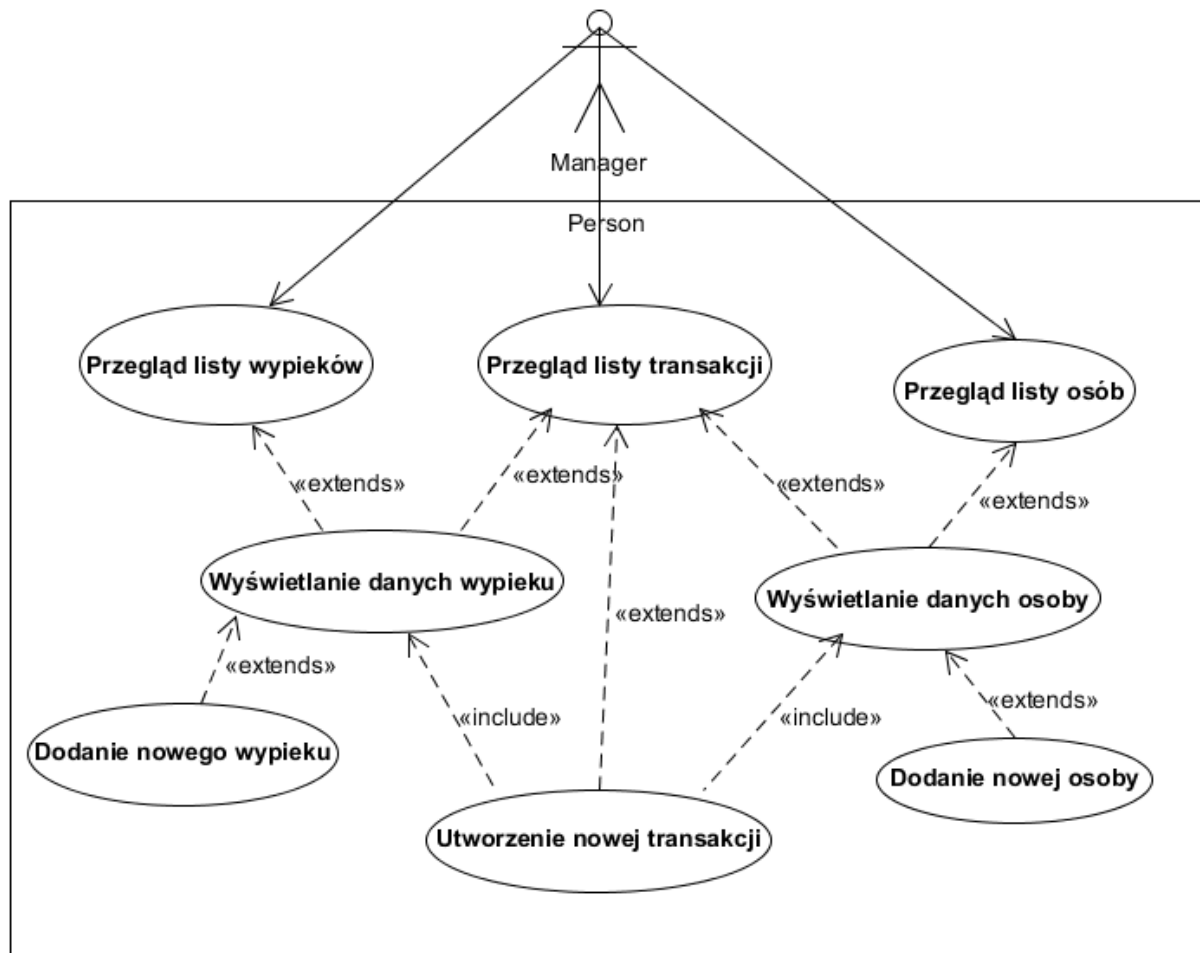 Manager
Person
Przegląd listy wypieków
Przegląd listy transakcji
Przegląd listy osób
«extends»
«extends»
«extends»
«extends»
Wyświetlanie danych wypieku
Wyświetlanie danych osoby
«extends»
«extends»
«include»
«include»
«extends»
Dodanie nowego wypieku
Dodanie nowej osoby
Utworzenie nowej transakcji